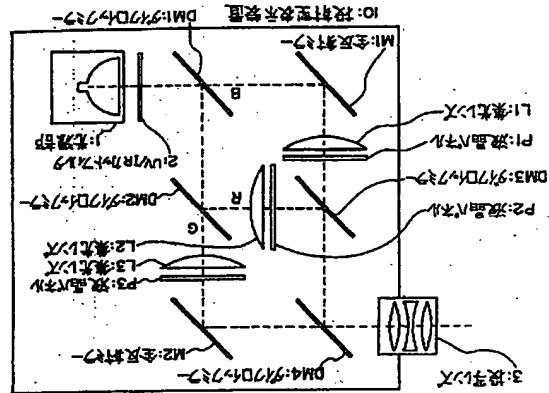 3:投写レンズ
DM4:ダイクロイックミラー
M2:全反射ミラー
P3:液晶パネル
L3:集光レンズ
L2:集光レンズ
P2:液晶パネル
G
DM2:ダイクロイックミラー
R
DM3:ダイクロイックミラー
P1:液晶パネル
L1:集光レンズ
2:UV/IRカットフィルタ
1:光源部
B
M1:全反射ミラー
10:投射型表示装置
DM1:ダイクロイックミラー